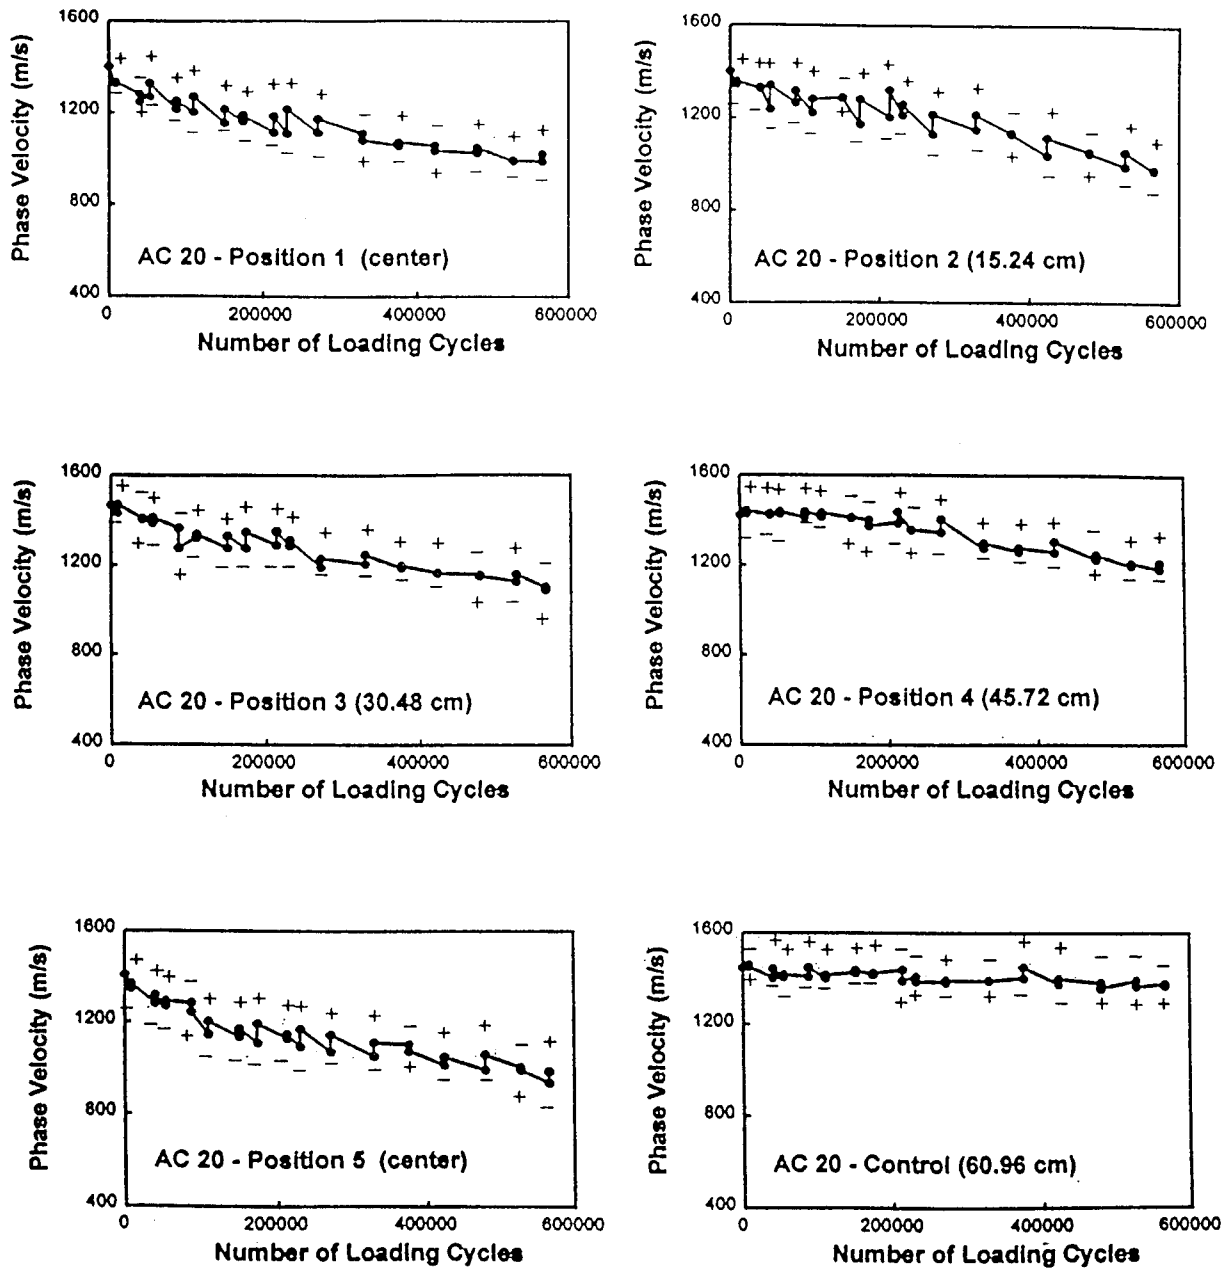 1600
1200
800
400
Phase Velocity (m/s)
AC 20 - Position 1 (center)
0 200000 400000 600000
Number of Loading Cycles
1600
1200
800
400
Phase Velocity (m/s)
AC 20 - Position 2 (15.24 cm)
0 200000 400000 600000
Number of Loading Cycles
1600
1200
800
400
Phase Velocity (m/s)
AC 20 - Position 3 (30.48 cm)
0 200000 400000 600000
Number of Loading Cycles
1600
1200
800
400
Phase Velocity (m/s)
AC 20 - Position 4 (45.72 cm)
0 200000 400000 600000
Number of Loading Cycles
1600
1200
800
400
Phase Velocity (m/s)
AC 20 - Position 5 (center)
0 200000 400000 600000
Number of Loading Cycles
1600
1200
800
400
Phase Velocity (m/s)
AC 20 - Control (60.96 cm)
0 200000 400000 600000
Number of Loading Cycles